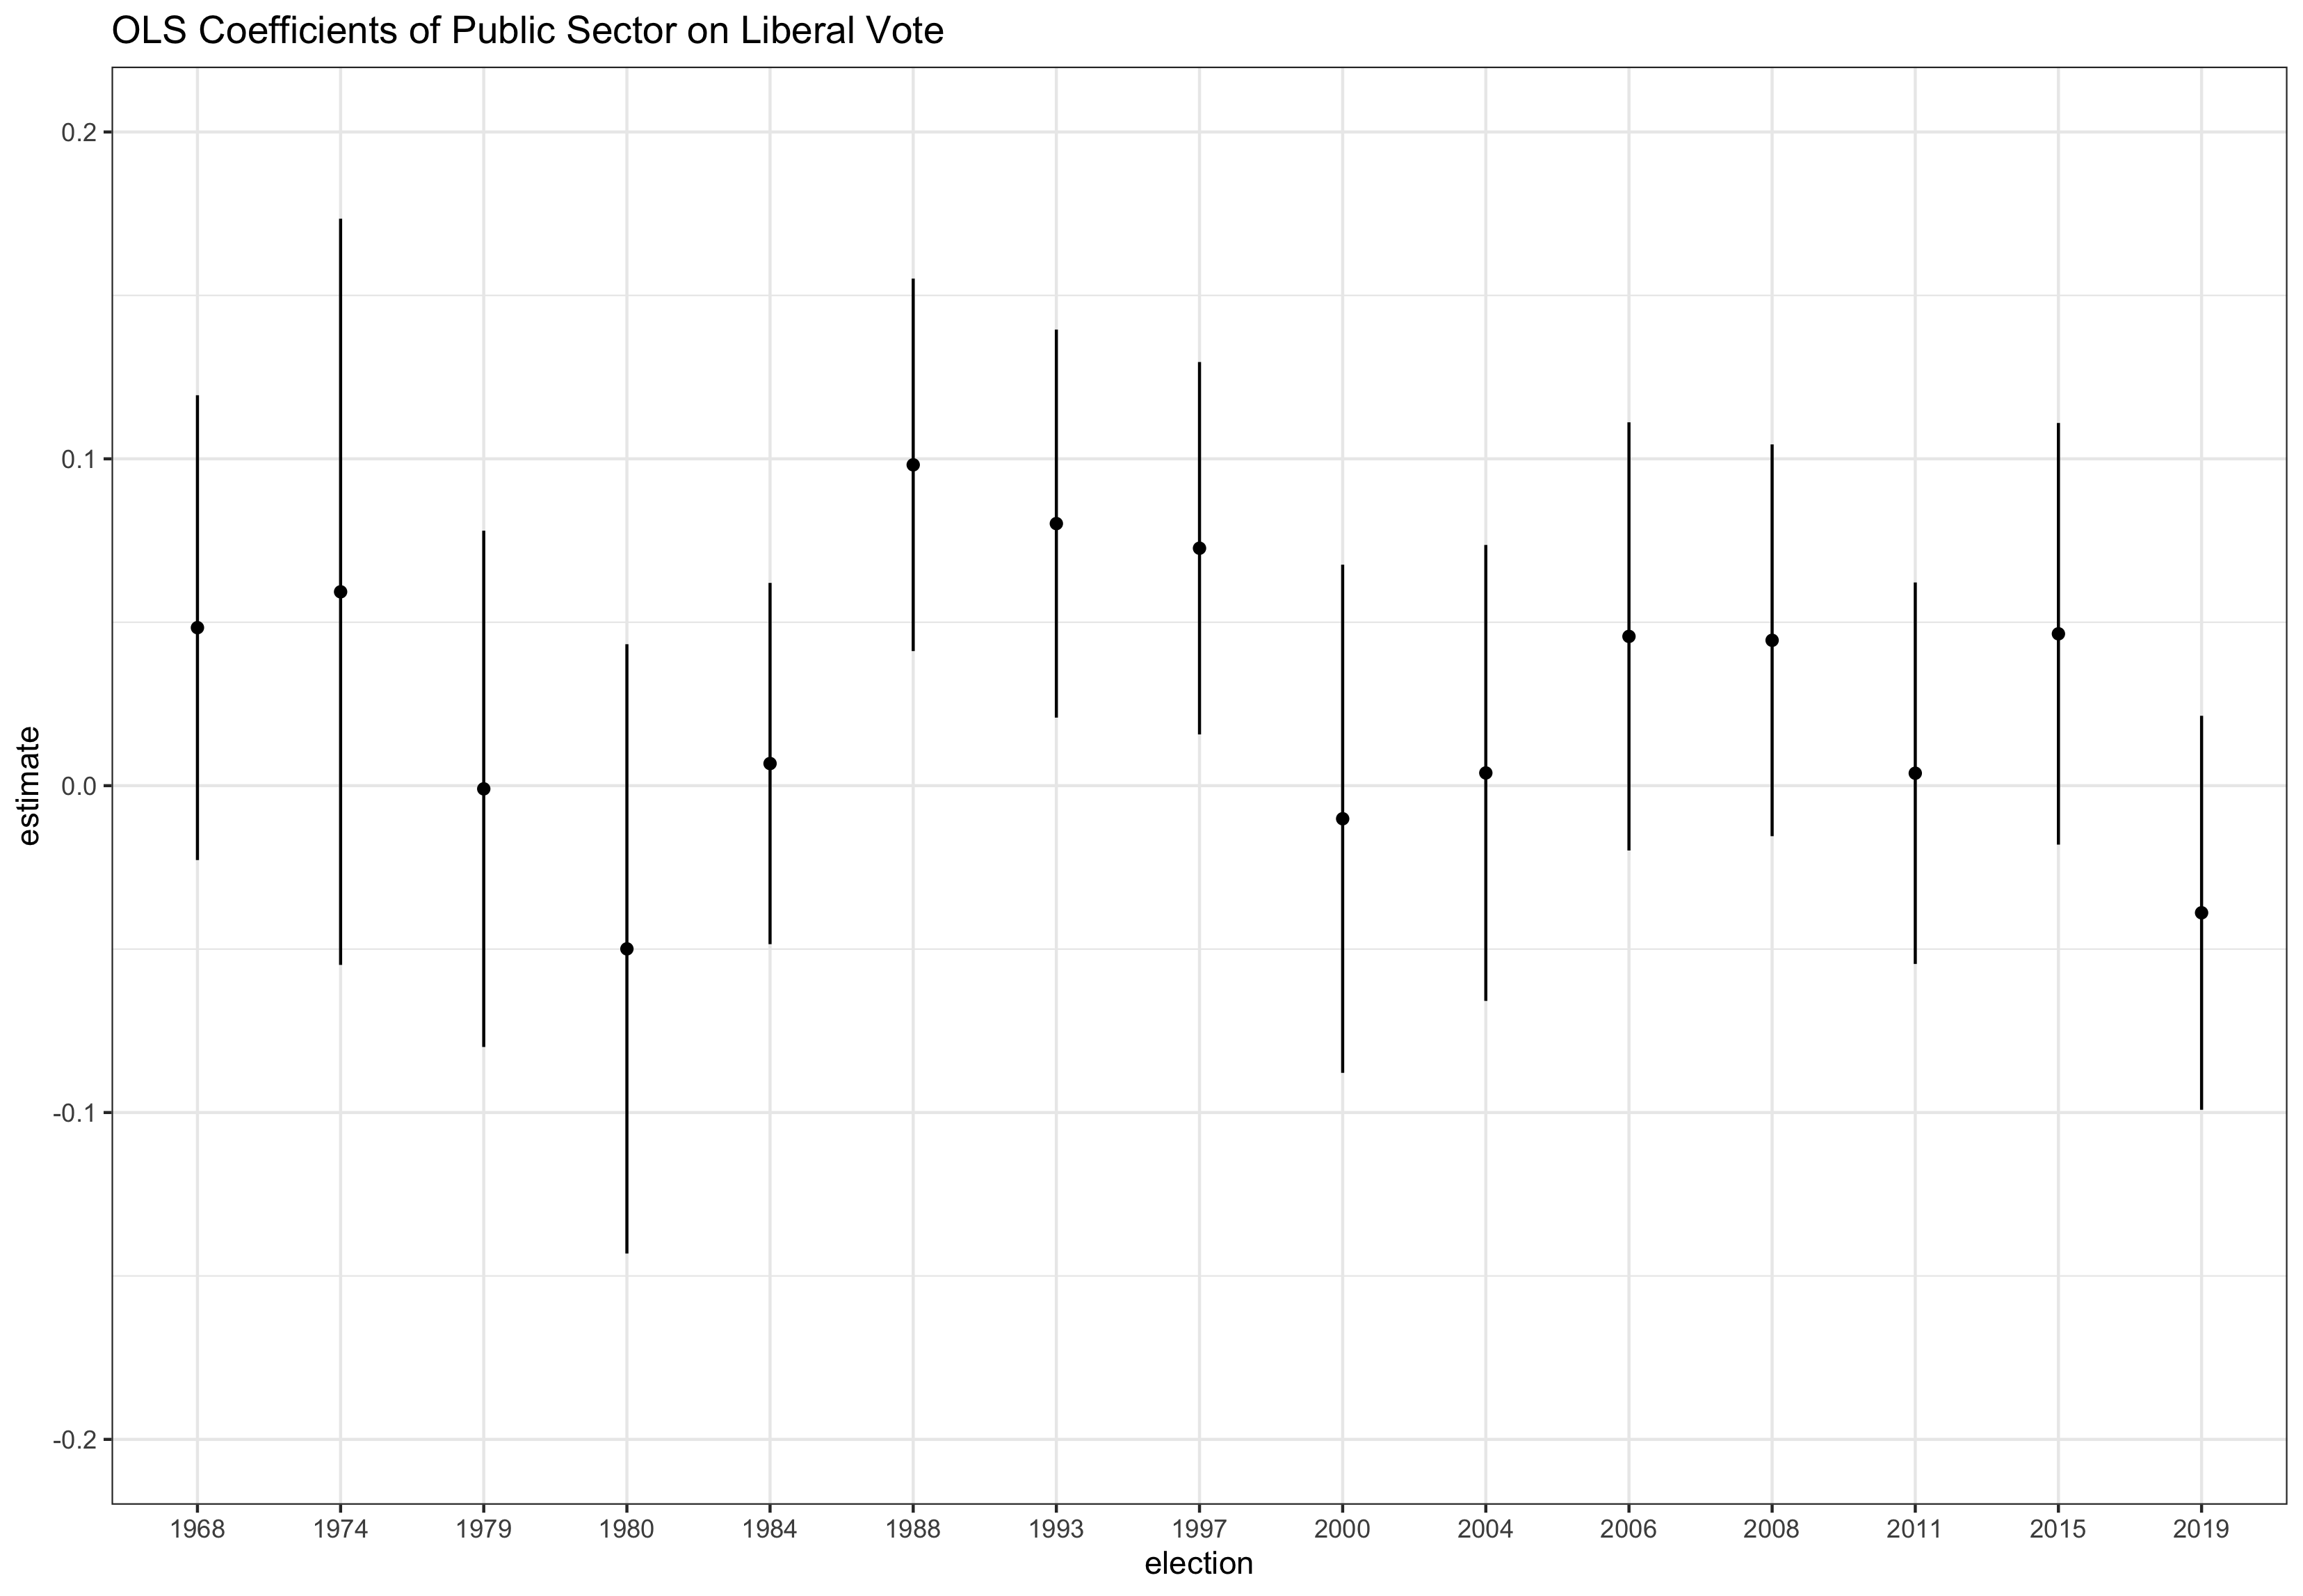 OLS Coefficients of Public Sector on Liberal Vote
0.2
0.1
0.0
-0.1
-0.2
estimate
1968 1974 1979 1980 1984 1988 1993 1997 2000 2004 2006 2008 2011 2015 2019
election